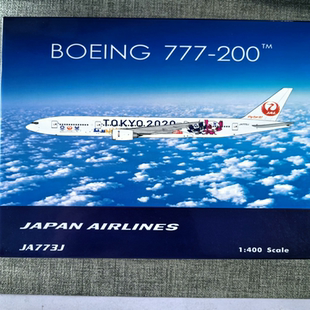 BOEING 777-200™
TOKYO 2020
JAPAN AIRLINES
JA773J
1:400 Scale